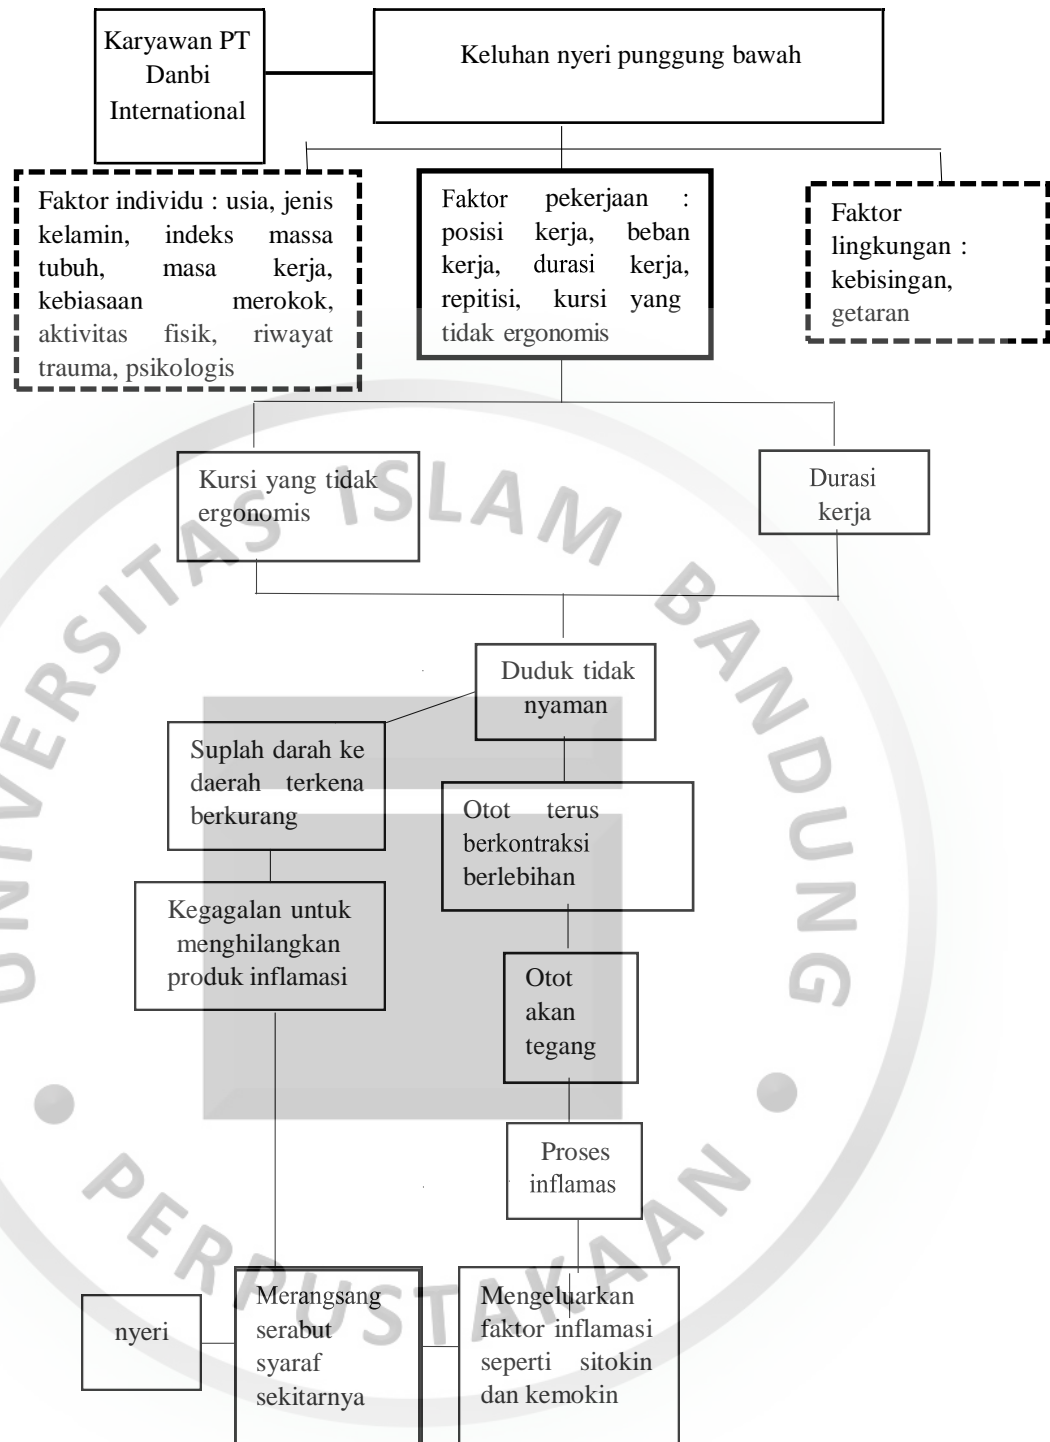 Karyawan PT
Danbi
International
Keluhan nyeri punggung bawah
Faktor individu : usia, jenis
kelamin, indeks massa
tubuh, masa kerja,
kebiasaan merokok,
aktivitas fisik, riwayat
trauma, psikologis
Faktor pekerjaan :
posisi kerja, beban
kerja, durasi kerja,
repitisi, kursi yang
tidak ergonomis
Faktor
lingkungan :
kebisingan,
getaran
Kursi yang tidak
ergonomis
Durasi
kerja
Duduk tidak
nyaman
Suplah darah ke
daerah terkena
berkurang
Otot terus
berkontraksi
berlebihan
Kegagalan untuk
menghilangkan
produk inflamasi
Otot
akan
tegang
Proses
inflamas
nyeri
Merangsang
serabut
syaraf
sekitarnya
Mengeluarkan
faktor inflamasi
seperti sitokin
dan kemokin
UNIVERSITAS ISLAM BANDUNG
PERPUSTAKAAN